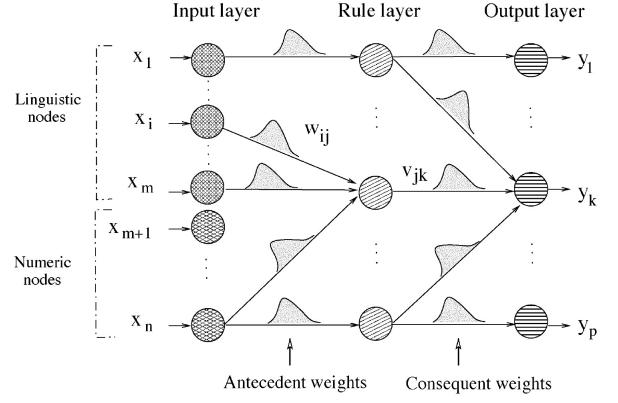 Input layer
Rule layer
Output layer
Linguistic
nodes
Numeric
nodes
x1
xi
xm
xm+1
xn
wij
vjk
y1
yk
yp
Antecedent weights
Consequent weights